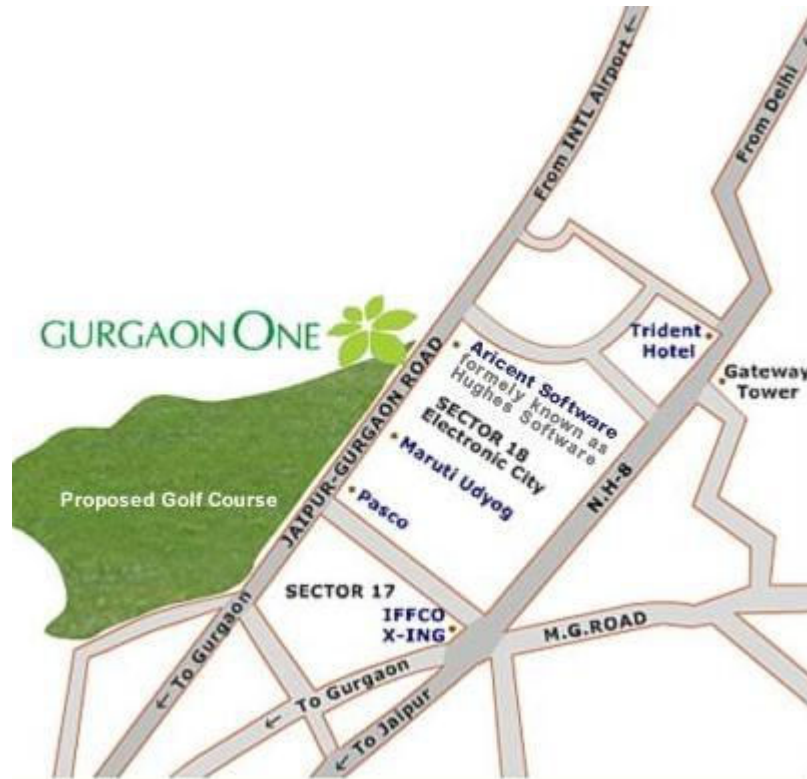 From INTL Airport ←
From Delhi ←
GURGAON ONE
Trident
Hotel
Gateway
Tower
Aricent Software
formely known as
Hughes Software
SECTOR 18
Electronic City
JAIPUR-GURGAON ROAD
Maruti Udyog
N.H-8
Proposed Golf Course
Pasco
SECTOR 17
IFFCO
X-ING
M.G.ROAD
← To Gurgaon
← To Gurgaon
← To Jaipur